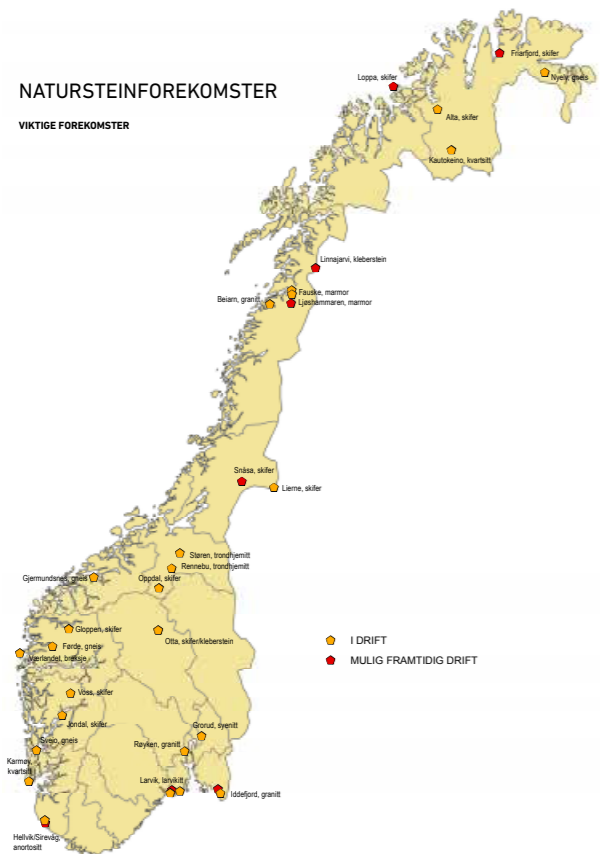 NATURSTEINFOREKOMSTER
VIKTIGE FOREKOMSTER
Friarfjord, skifer
Nyelv, gneis
Loppa, skifer
Alta, skifer
Kautokeino, kvartsitt
Linnajarvi, kleberstein
Fauske, marmor
Beiarn, granitt
Ljøshammaren, marmor
Snåsa, skifer
Lierne, skifer
Støren, trondhjemitt
Rennebu, trondhjemitt
Gjermundsnes, gneis
Oppdal, skifer
Gloppen, skifer
Otta, skifer/kleberstein
Førde, gneis
Værlandet, breksje
I DRIFT
MULIG FRAMTIDIG DRIFT
Voss, skifer
Jondal, skifer
Grorud, syenitt
Sveio, gneis
Røyken, granitt
Karmøy,
kvartsitt
Larvik, larvikitt
Iddefjord, granitt
Hellvik/Sirevåg,
anortositt